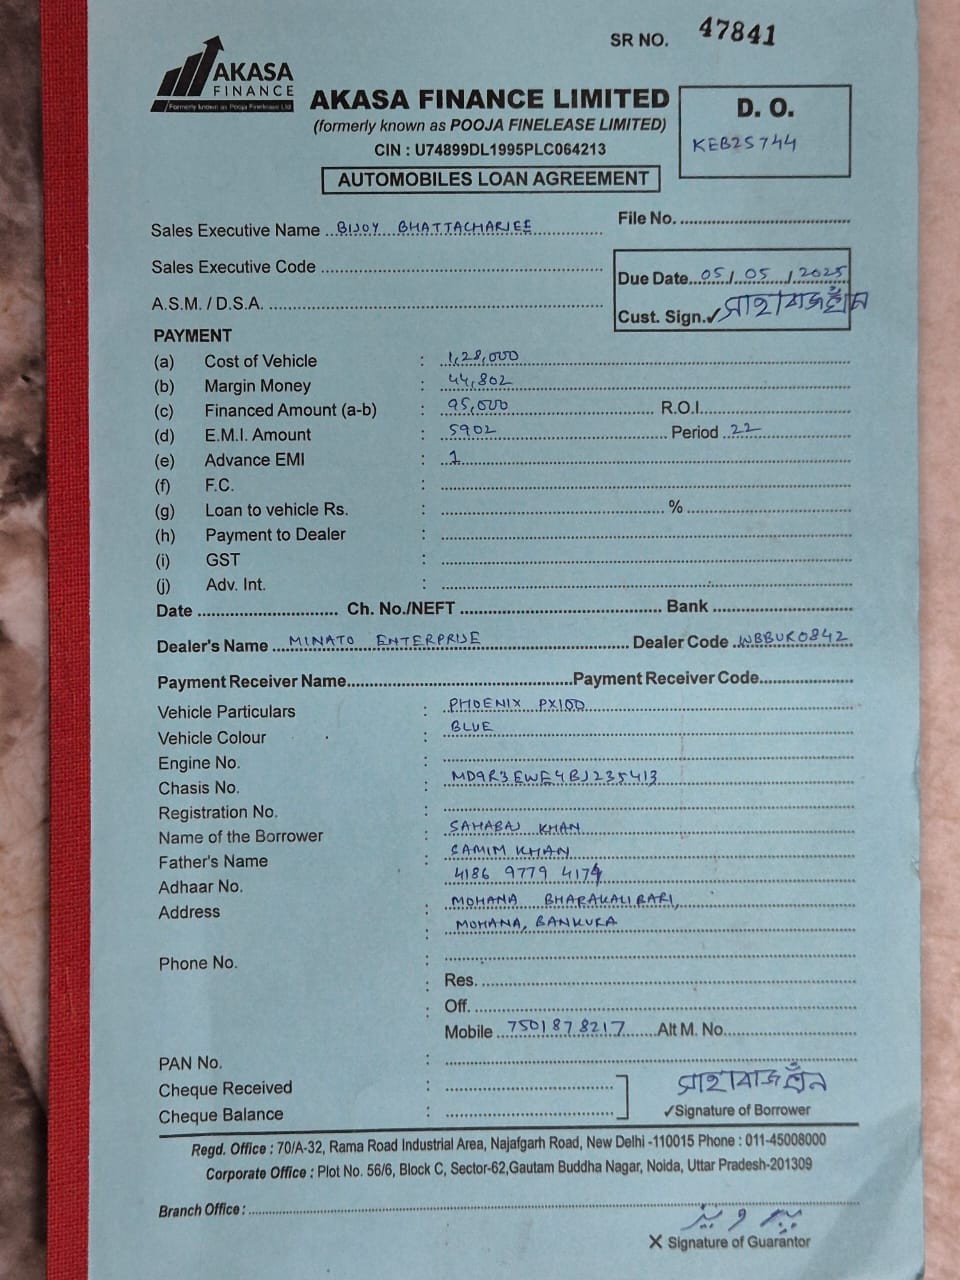 SR NO. 47841
AKASA
FINANCE
Formerly known as Pooja Finelease Ltd
AKASA FINANCE LIMITED
(formerly known as POOJA FINELEASE LIMITED)
CIN : U74899DL1995PLC064213
AUTOMOBILES LOAN AGREEMENT
D. O.
KEB25744
Sales Executive Name BIJOY BHATTACHARJEE
File No.
Sales Executive Code
Due Date 05/05/2025
A.S.M. / D.S.A.
Cust. Sign. ✓ সাহাবাজ খাঁন
PAYMENT
(a) Cost of Vehicle : 1,28,000
(b) Margin Money : 44,802
(c) Financed Amount (a-b) : 95,000 R.O.I.
(d) E.M.I. Amount : 5902 Period 22
(e) Advance EMI : 1
(f) F.C. :
(g) Loan to vehicle Rs. : %
(h) Payment to Dealer :
(i) GST :
(j) Adv. Int. :
Date Ch. No./NEFT Bank
Dealer's Name MINATO ENTERPRISE Dealer Code WBBUR0842
Payment Receiver Name Payment Receiver Code
Vehicle Particulars : PHOENIX PX100
Vehicle Colour : BLUE
Engine No. :
Chasis No. : MD9R3EWE4BJ235413
Registration No. :
Name of the Borrower : SAHABAJ KHAN
Father's Name : SAMIM KHAN
Adhaar No. 4186 9779 4174
Address : MOHANA BHARAKALIBARI,
: MOHANA, BANKURA
Phone No. :
: Res.
: Off.
Mobile 7501878217 Alt M. No.
PAN No. :
Cheque Received :
সাহাবাজ খাঁন
Cheque Balance :
✓Signature of Borrower
Regd. Office : 70/A-32, Rama Road Industrial Area, Najafgarh Road, New Delhi -110015 Phone : 011-45008000
Corporate Office : Plot No. 56/6, Block C, Sector-62,Gautam Buddha Nagar, Noida, Uttar Pradesh-201309
Branch Office :
X Signature of Guarantor